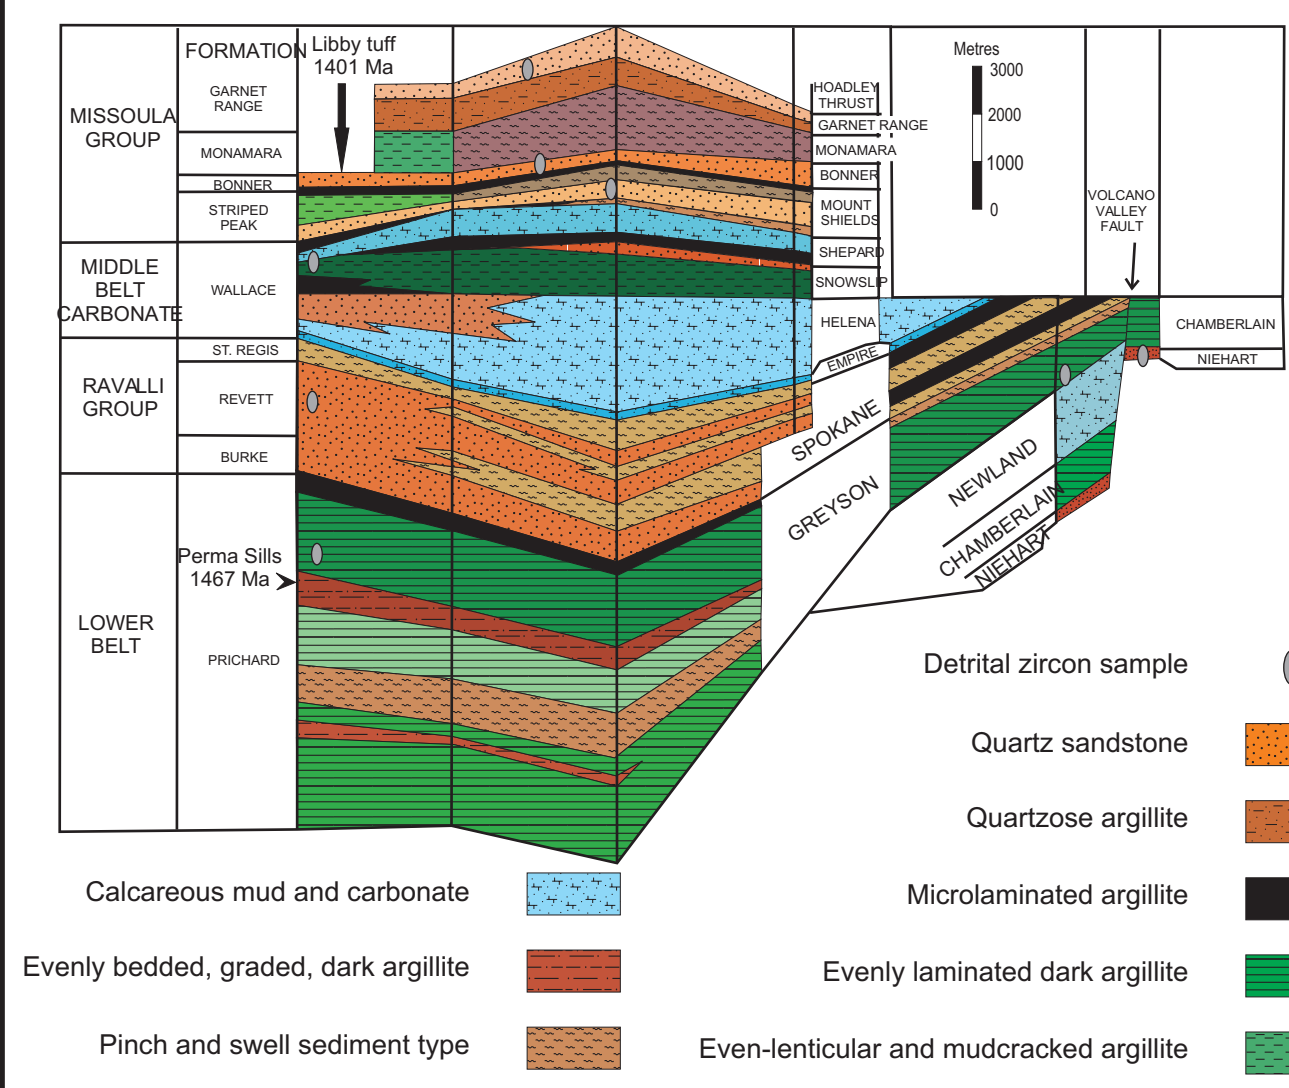 FORMATION
Libby tuff
1401 Ma
MISSOULA
GROUP
GARNET
RANGE
MONAMARA
BONNER
STRIPED
PEAK
MIDDLE
BELT
CARBONATE
WALLACE
RAVALLI
GROUP
ST. REGIS
REVETT
BURKE
LOWER
BELT
Perma Sills
1467 Ma
PRICHARD
HOADLEY
THRUST
GARNET RANGE
MONAMARA
BONNER
MOUNT
SHIELDS
SHEPARD
SNOWSLIP
HELENA
EMPIRE
SPOKANE
GREYSON
NEWLAND
CHAMBERLAIN
NIEHART
Metres
3000
2000
1000
0
VOLCANO
VALLEY
FAULT
CHAMBERLAIN
NIEHART
Detrital zircon sample
Quartz sandstone
Quartzose argillite
Microlaminated argillite
Evenly laminated dark argillite
Even-lenticular and mudcracked argillite
Calcareous mud and carbonate
Evenly bedded, graded, dark argillite
Pinch and swell sediment type